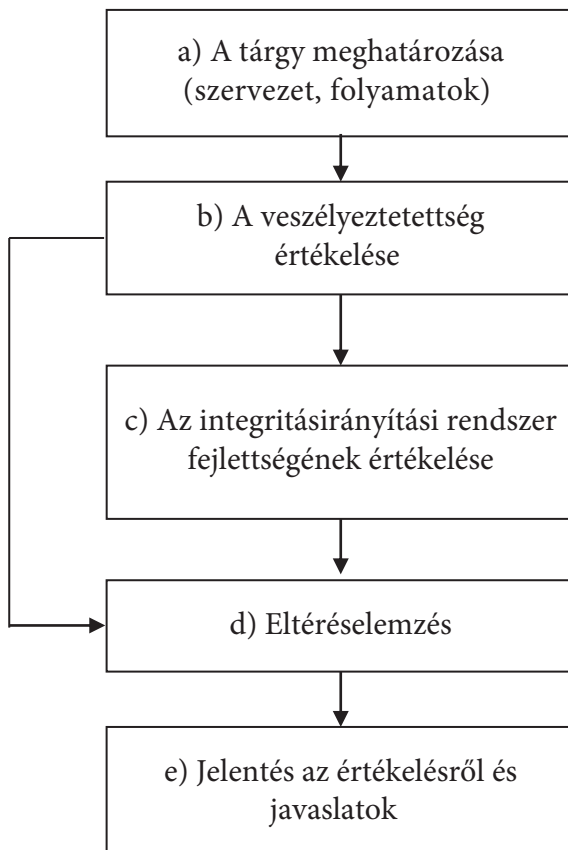 a) A tárgy meghatározása
(szervezet, folyamatok)
b) A veszélyeztetettség
értékelése
c) Az integritásirányítási rendszer
fejlettségének értékelése
d) Eltéréselemzés
e) Jelentés az értékelésről és
javaslatok